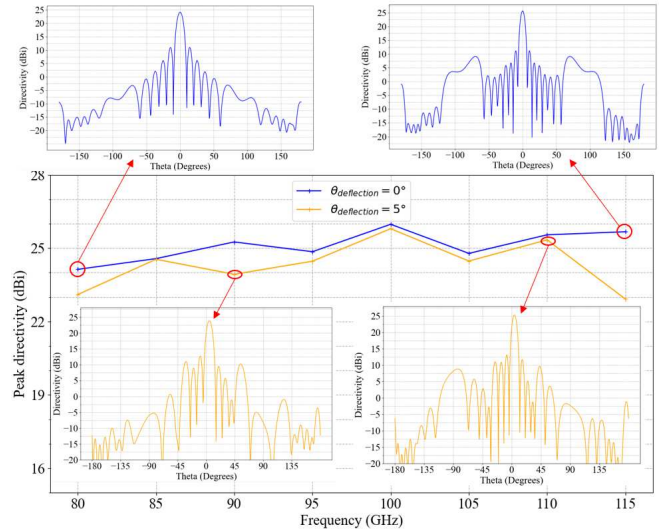 25
20
15
10
5
0
−5
−10
−15
−20
Directivity (dBi)
−150 −100 −50 0 50 100 150
Theta (Degrees)
25
20
15
10
5
0
−5
−10
−15
−20
Directivity (dBi)
−150 −100 −50 0 50 100 150
Theta (Degrees)
28
25
22
19
16
Peak directivity (dBi)
θdeflection = 0°
θdeflection = 5°
25
20
15
10
5
0
−5
−10
−15
−20
Directivity (dBi)
−180 −135 −90 −45 0 45 90 135
Theta (Degrees)
25
20
15
10
5
0
−5
−10
−15
−20
Directivity (dBi)
−180 −135 −90 −45 0 45 90 135
Theta (Degrees)
80 85 90 95 100 105 110 115
Frequency (GHz)